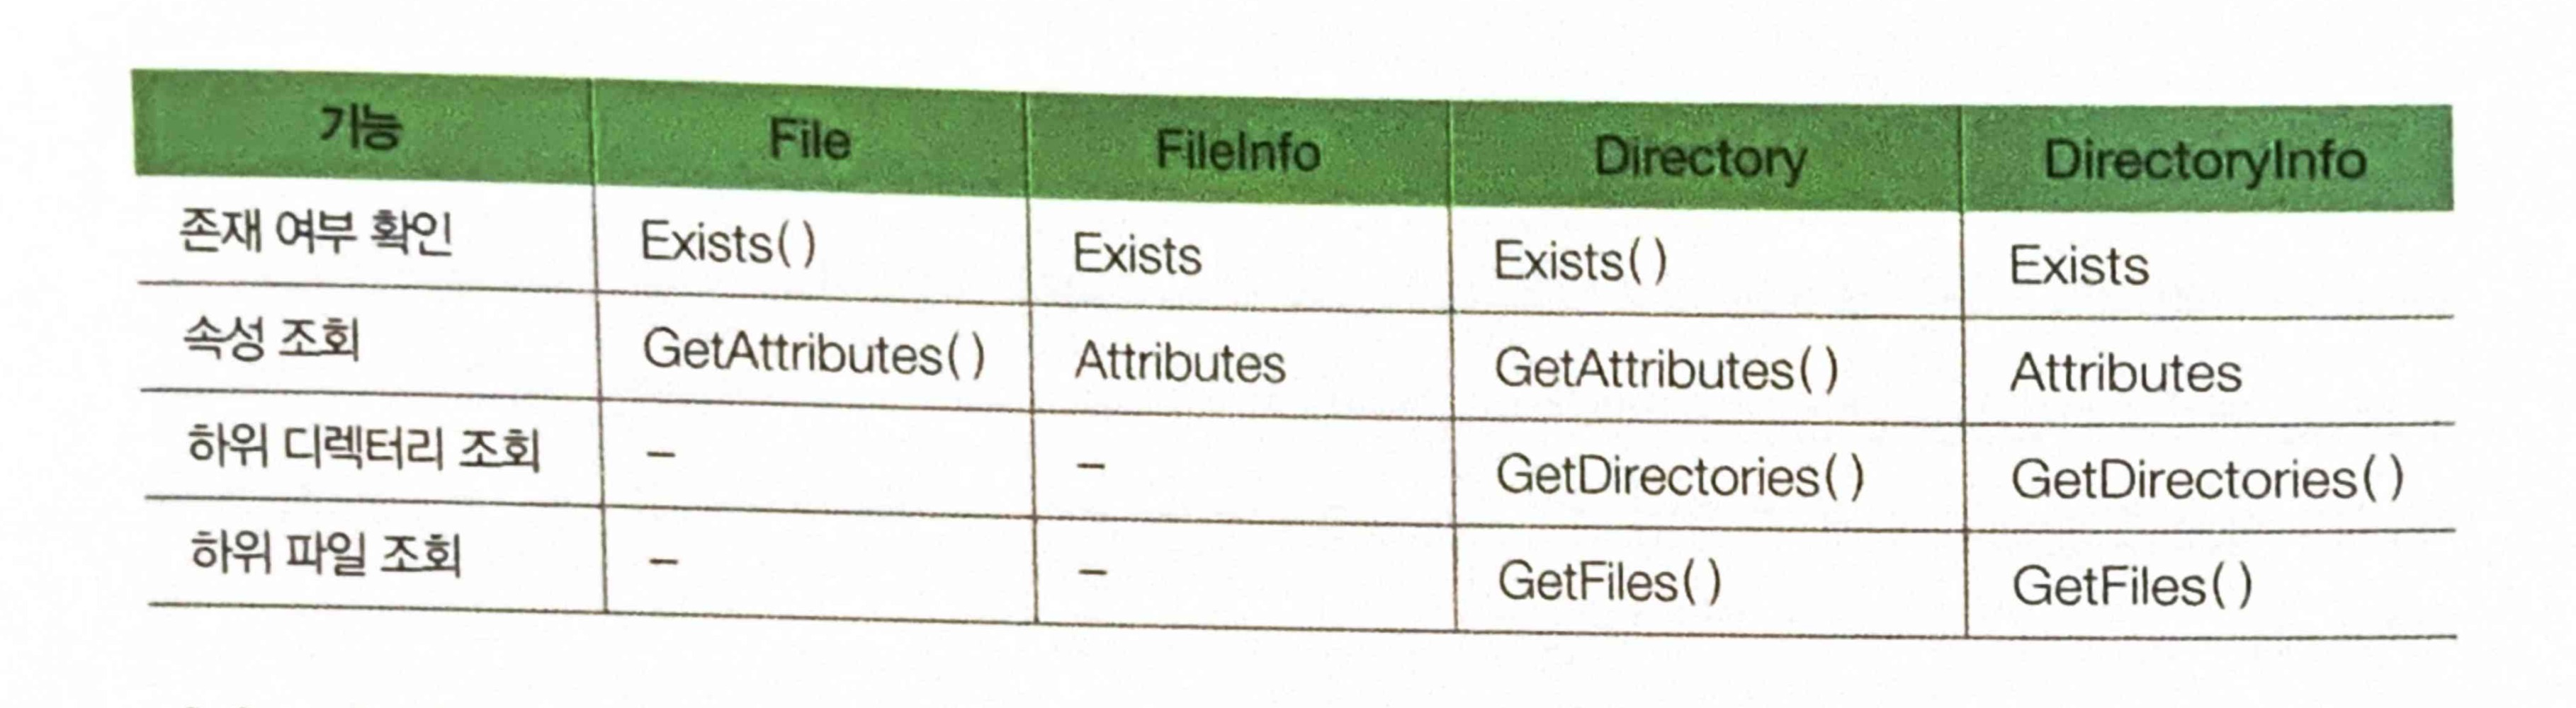 기능 File FileInfo Directory DirectoryInfo
존재 여부 확인 Exists() Exists Exists() Exists
속성 조회 GetAttributes() Attributes GetAttributes() Attributes
하위 디렉터리 조회 – – GetDirectories() GetDirectories()
하위 파일 조회 – – GetFiles() GetFiles()